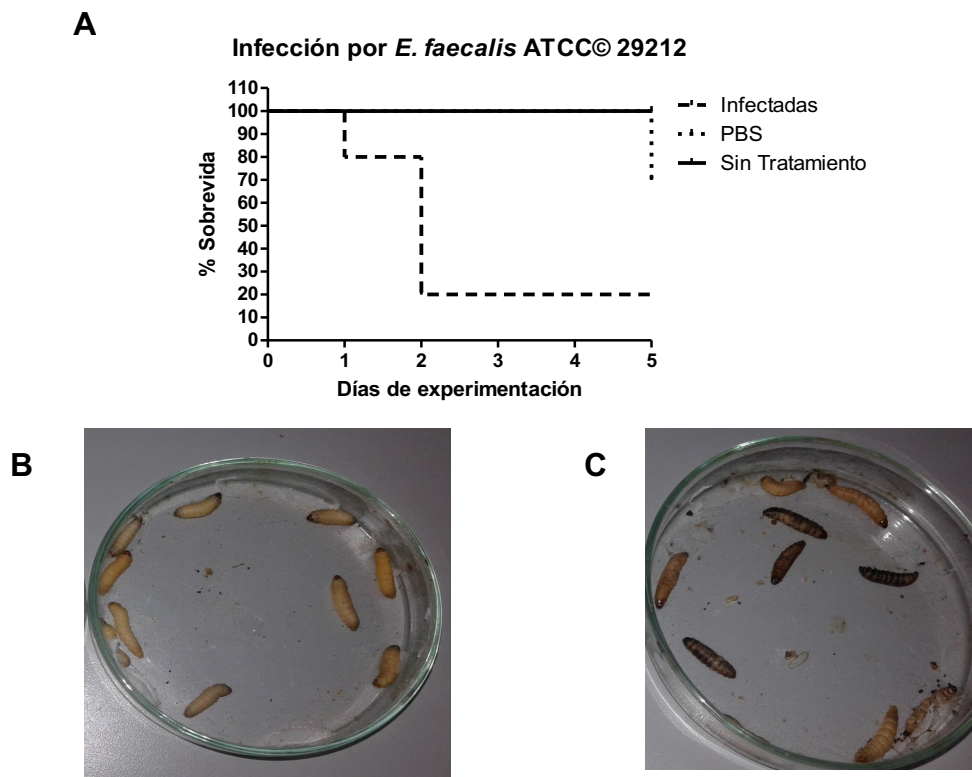 A
Infección por E. faecalis ATCC© 29212
110
100
90
80
70
60
50
40
30
20
10
0
% Sobrevida
0 1 2 3 4 5
Días de experimentación
Infectadas
PBS
Sin Tratamiento
B
C